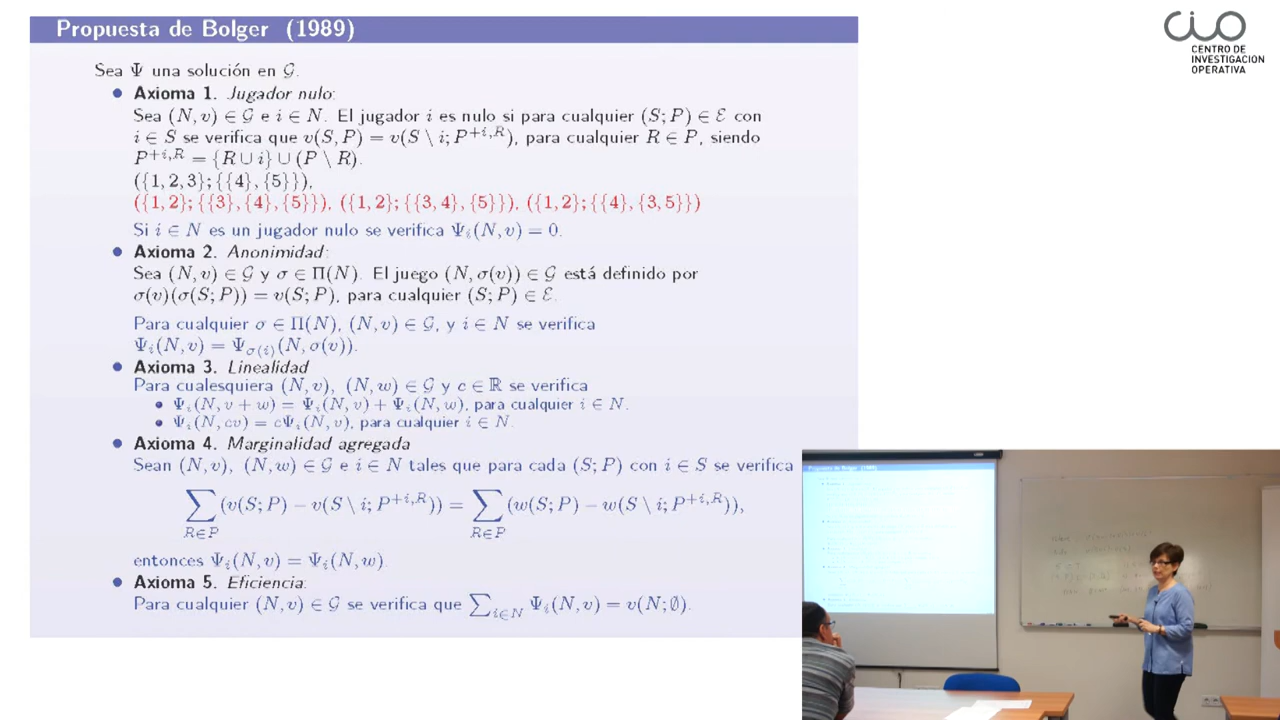 Propuesta de Bolger (1989)
Sea Ψ una solución en 𝒢.
• Axioma 1. Jugador nulo:
Sea (N, v) ∈ 𝒢 e i ∈ N. El jugador i es nulo si para cualquier (S; P) ∈ ℰ con
i ∈ S se verifica que v(S, P) = v(S \ i; P^{+i,R}), para cualquier R ∈ P, siendo
P^{+i,R} = {R ∪ i} ∪ (P \ R).
({1, 2, 3}; {{4}, {5}}),
({1, 2}; {{3}, {4}, {5}}), ({1, 2}; {{3, 4}, {5}}), ({1, 2}; {{4}, {3, 5}})
Si i ∈ N es un jugador nulo se verifica Ψ_i(N, v) = 0.
• Axioma 2. Anonimidad:
Sea (N, v) ∈ 𝒢 y σ ∈ Π(N). El juego (N, σ(v)) ∈ 𝒢 está definido por
σ(v)(σ(S; P)) = v(S; P), para cualquier (S; P) ∈ ℰ.
Para cualquier σ ∈ Π(N), (N, v) ∈ 𝒢, y i ∈ N se verifica
Ψ_i(N, v) = Ψ_{σ(i)}(N, σ(v)).
• Axioma 3. Linealidad
Para cualesquiera (N, v), (N, w) ∈ 𝒢 y c ∈ ℝ se verifica
• Ψ_i(N, v + w) = Ψ_i(N, v) + Ψ_i(N, w), para cualquier i ∈ N.
• Ψ_i(N, cv) = cΨ_i(N, v), para cualquier i ∈ N.
• Axioma 4. Marginalidad agregada
Sean (N, v), (N, w) ∈ 𝒢 e i ∈ N tales que para cada (S; P) con i ∈ S se verifica
∑_{R∈P} (v(S; P) − v(S \ i; P^{+i,R})) = ∑_{R∈P} (w(S; P) − w(S \ i; P^{+i,R})),
entonces Ψ_i(N, v) = Ψ_i(N, w).
• Axioma 5. Eficiencia:
Para cualquier (N, v) ∈ 𝒢 se verifica que ∑_{i∈N} Ψ_i(N, v) = v(N; ∅).
cio
CENTRO DE
INVESTIGACION
OPERATIVA
Propuesta de Bolger (1989)